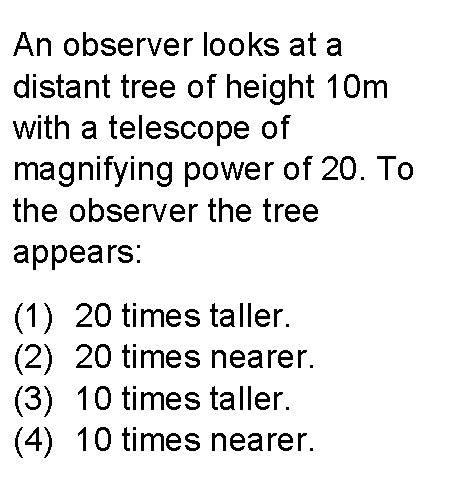 An observer looks at a
distant tree of height 10m
with a telescope of
magnifying power of 20. To
the observer the tree
appears:
(1) 20 times taller.
(2) 20 times nearer.
(3) 10 times taller.
(4) 10 times nearer.